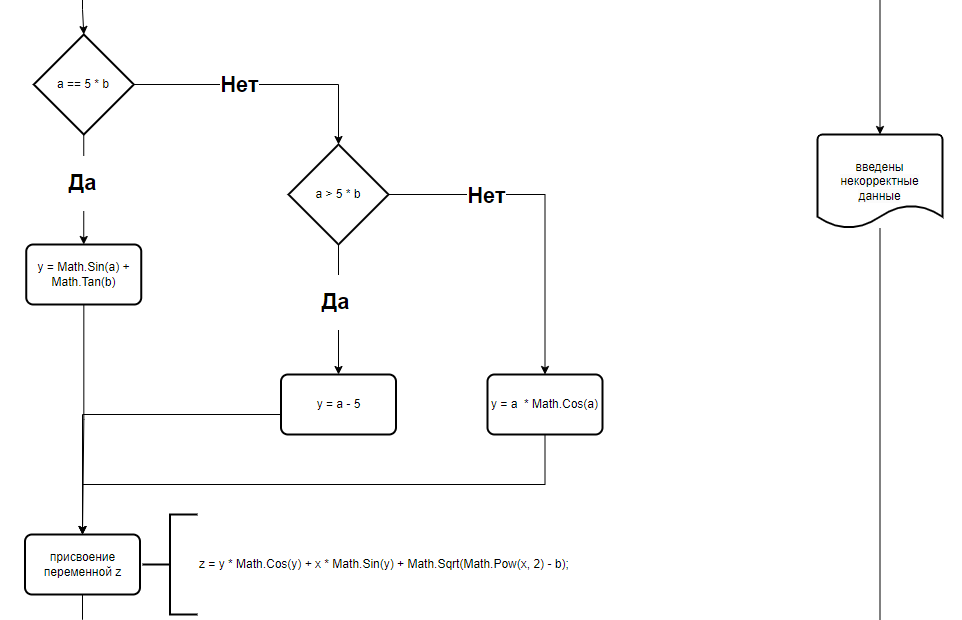 a == 5 * b
Нет
Да
a > 5 * b
Нет
введены
некорректные
данные
y = Math.Sin(a) +
Math.Tan(b)
Да
y = a - 5
y = a * Math.Cos(a)
присвоение
переменной z
z = y * Math.Cos(y) + x * Math.Sin(y) + Math.Sqrt(Math.Pow(x, 2) - b);